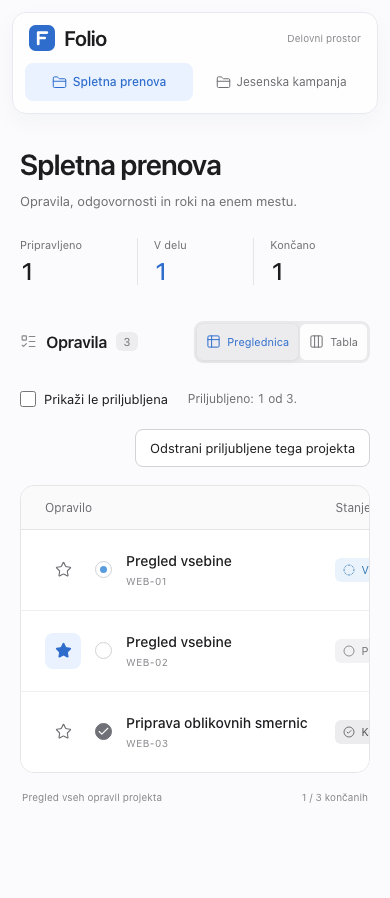 Folio
Delovni prostor
Spletna prenova
Jesenska kampanja
Spletna prenova
Opravila, odgovornosti in roki na enem mestu.
Pripravljeno
V delu
Končano
1
1
1
Opravila 3
Preglednica
Tabla
Prikaži le priljubljena
Priljubljeno: 1 od 3.
Odstrani priljubljene tega projekta
Opravilo
Stanje
Pregled vsebine
WEB-01
V
Pregled vsebine
WEB-02
P
Priprava oblikovnih smernic
WEB-03
K
Pregled vseh opravil projekta
1 / 3 končanih